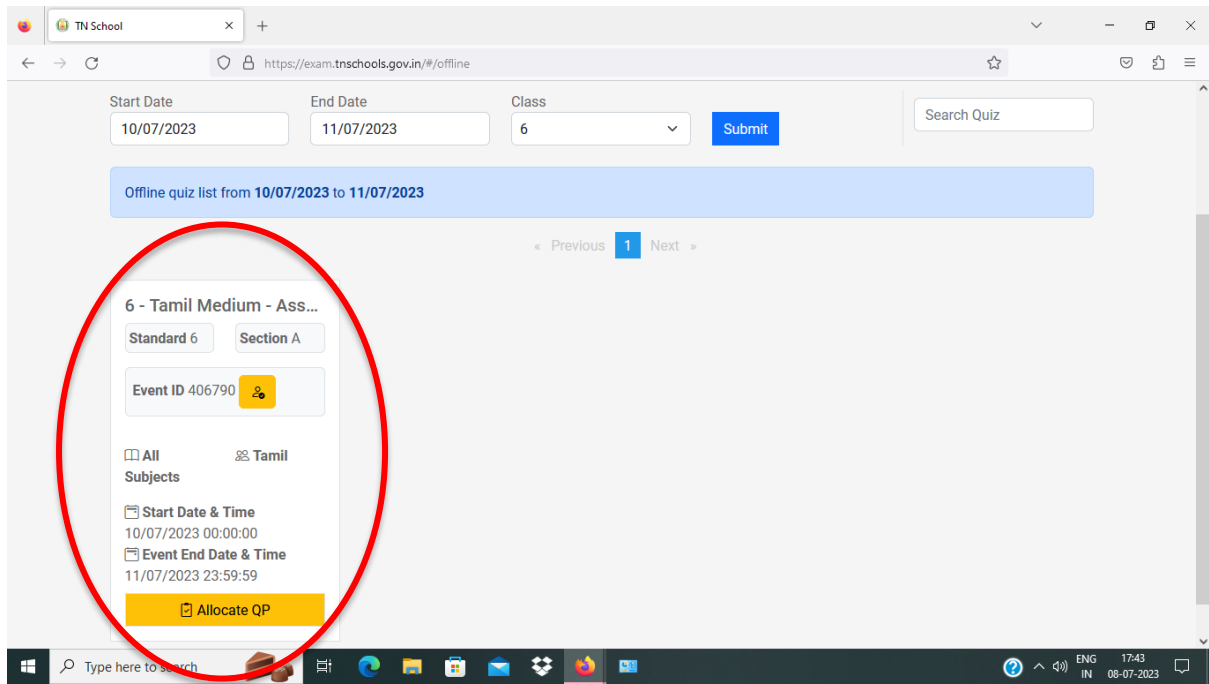 TN School
https://exam.tnschools.gov.in/#/offline
Start Date End Date Class
10/07/2023 11/07/2023 6 Submit Search Quiz
Offline quiz list from 10/07/2023 to 11/07/2023
« Previous 1 Next »
6 - Tamil Medium - Ass...
Standard 6 Section A
Event ID 406790
All Tamil
Subjects
Start Date & Time
10/07/2023 00:00:00
Event End Date & Time
11/07/2023 23:59:59
Allocate QP
Type here to search
ENG 17:43
IN 08-07-2023